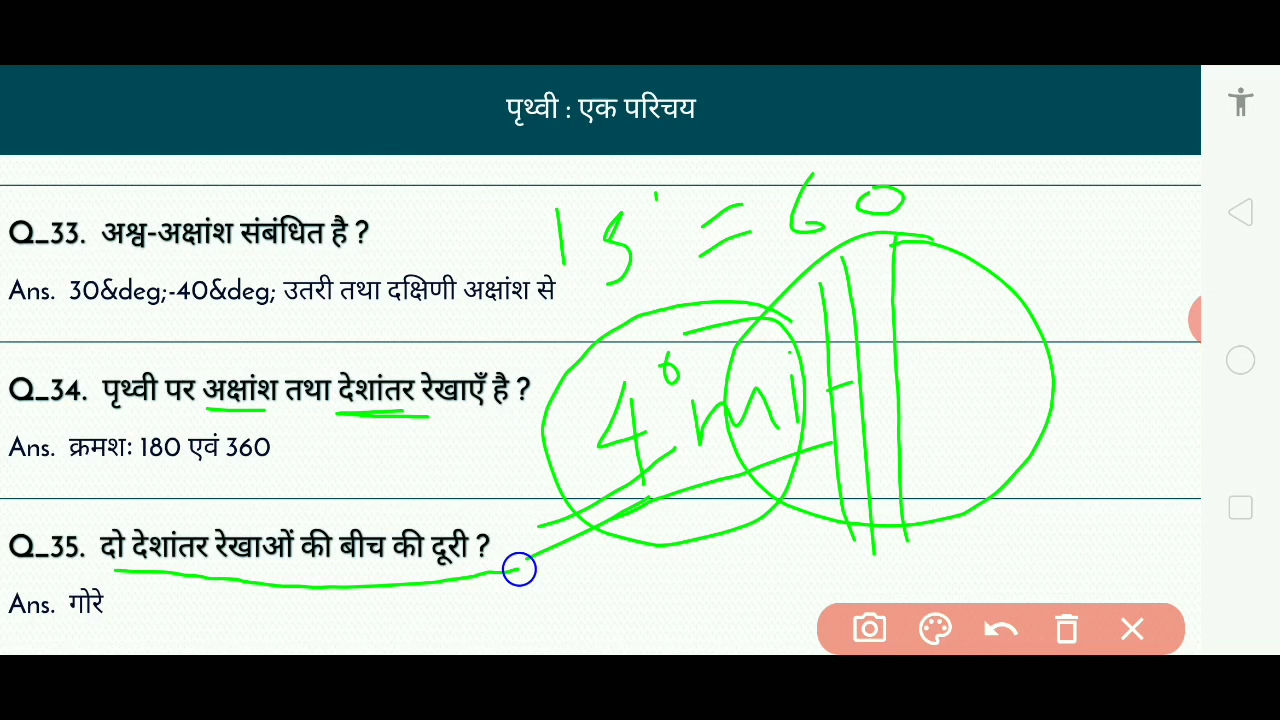 पृथ्वी : एक परिचय
Q_33. अश्व-अक्षांश संबंधित है ?
15° = 60
Ans. 30&deg;-40&deg; उतरी तथा दक्षिणी अक्षांश से
Q_34. पृथ्वी पर अक्षांश तथा देशांतर रेखाएँ है ?
4° mi
Ans. क्रमशः 180 एवं 360
Q_35. दो देशांतर रेखाओं की बीच की दूरी ?
Ans. गोरे